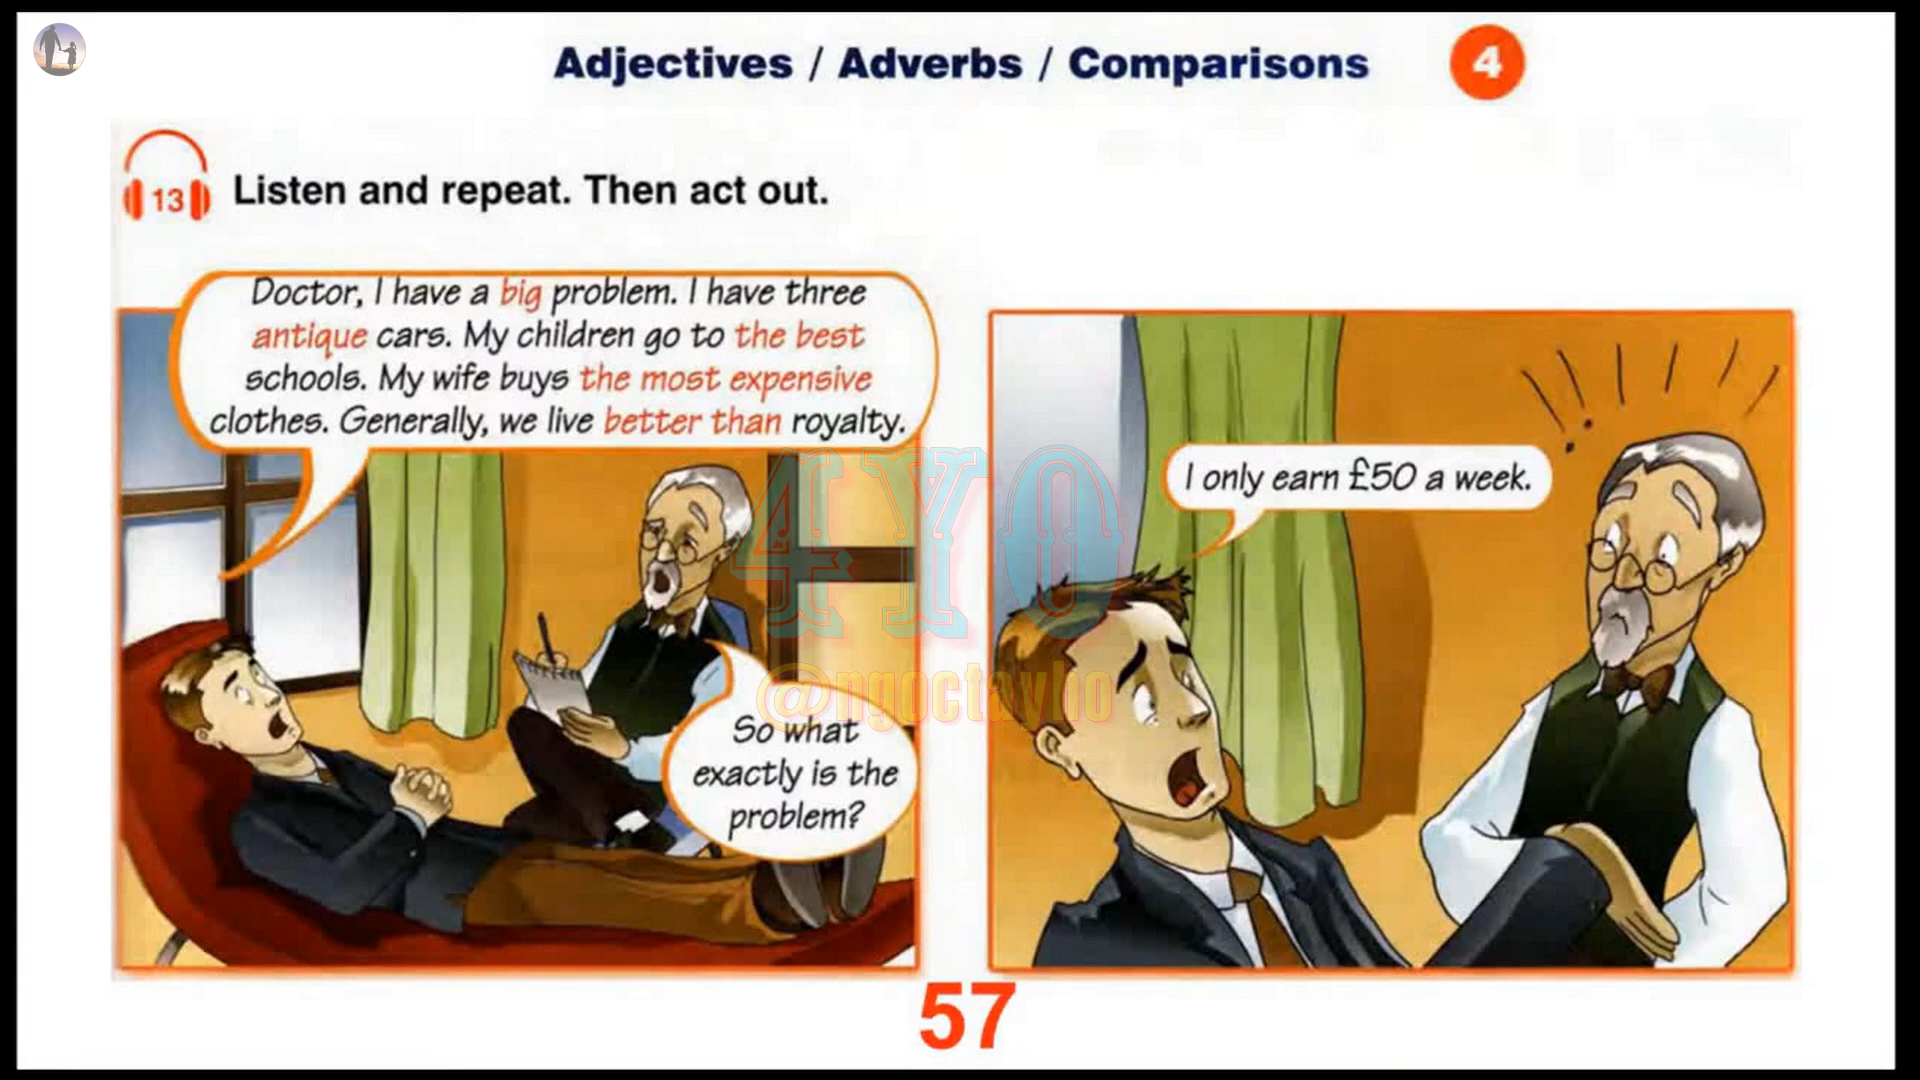 Adjectives / Adverbs / Comparisons
4
13
Listen and repeat. Then act out.
Doctor, I have a big problem. I have three
antique cars. My children go to the best
schools. My wife buys the most expensive
clothes. Generally, we live better than royalty.
So what
exactly is the
problem?
I only earn £50 a week.
4YO
@ngoctayho
57